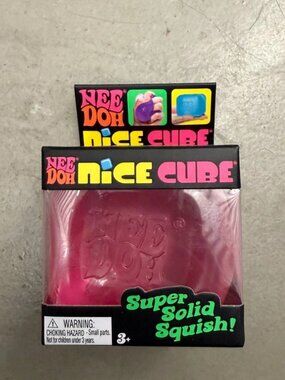 NEE
DOH
NICE CUBE
NEE
DOH NICE CUBE
NEE
DOH
Super
Solid
Squish!
WARNING:
CHOKING HAZARD - Small parts.
Not for children under 3 years.
3+